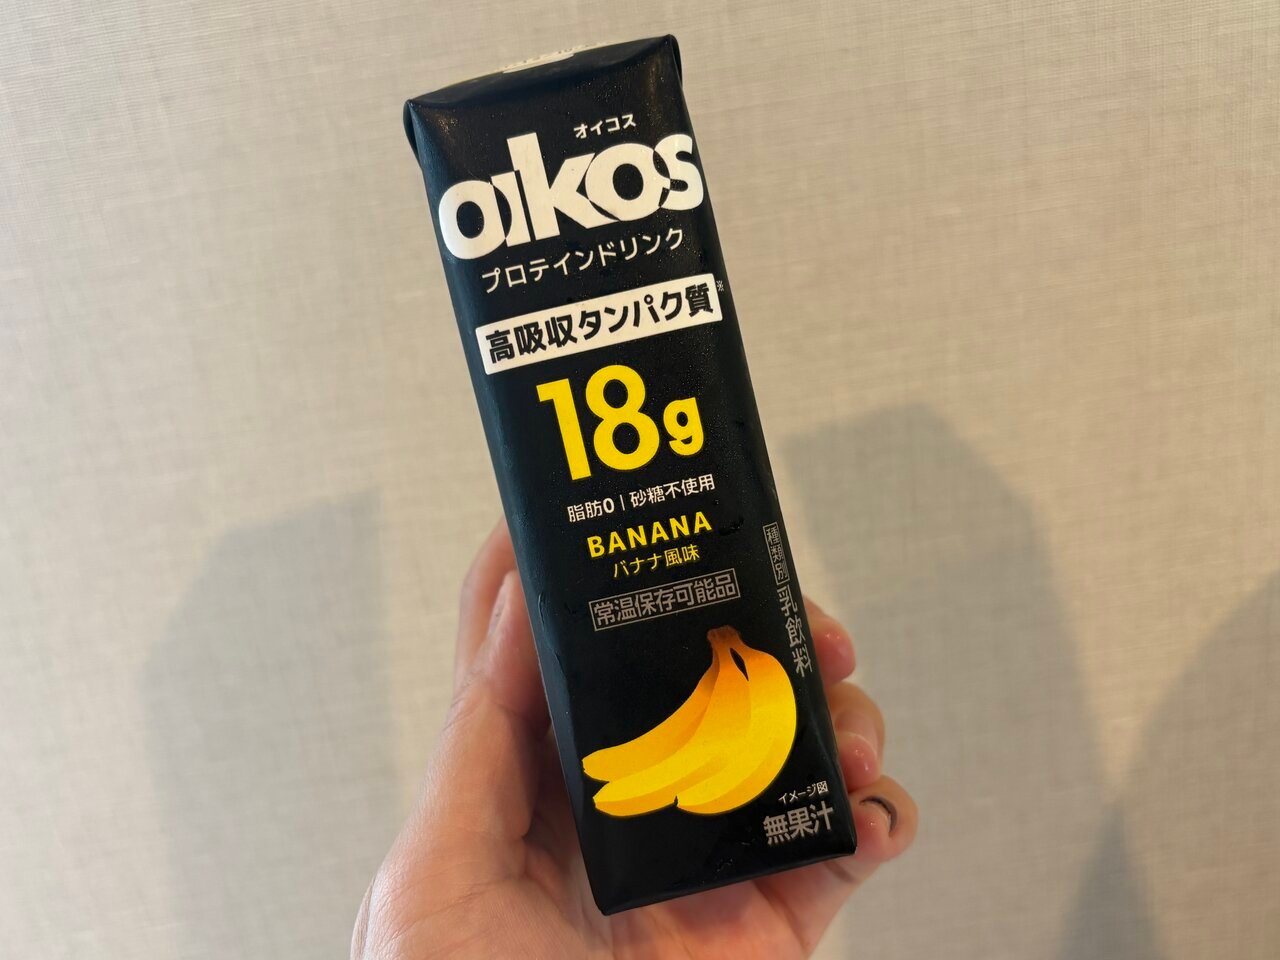 オイコス
oikos
プロテインドリンク
高吸収タンパク質※
18g
脂肪0 | 砂糖不使用
BANANA
バナナ風味
常温保存可能品
種類別 乳飲料
イメージ図
無果汁